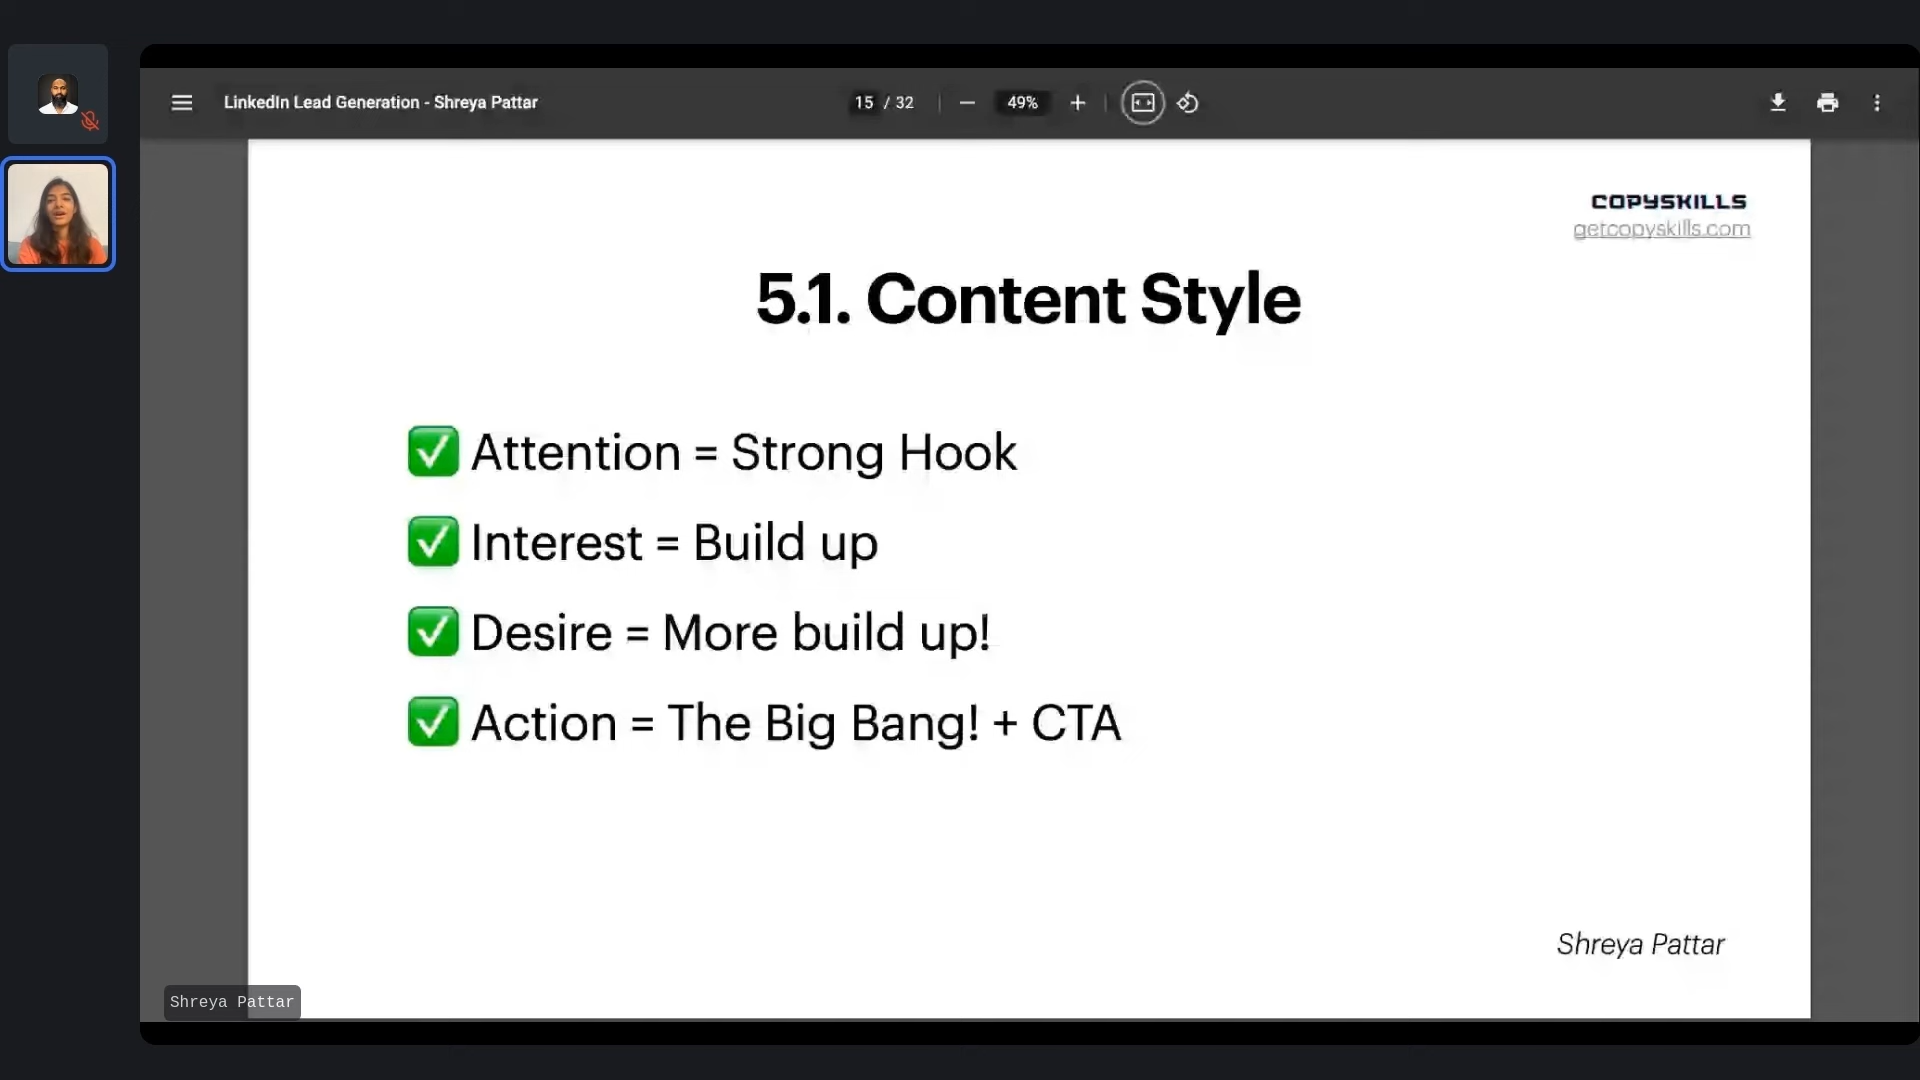 LinkedIn Lead Generation - Shreya Pattar
15 / 32
49%
COPYSKILLS
getcopyskills.com
5.1. Content Style
✅ Attention = Strong Hook
✅ Interest = Build up
✅ Desire = More build up!
✅ Action = The Big Bang! + CTA
Shreya Pattar
Shreya Pattar